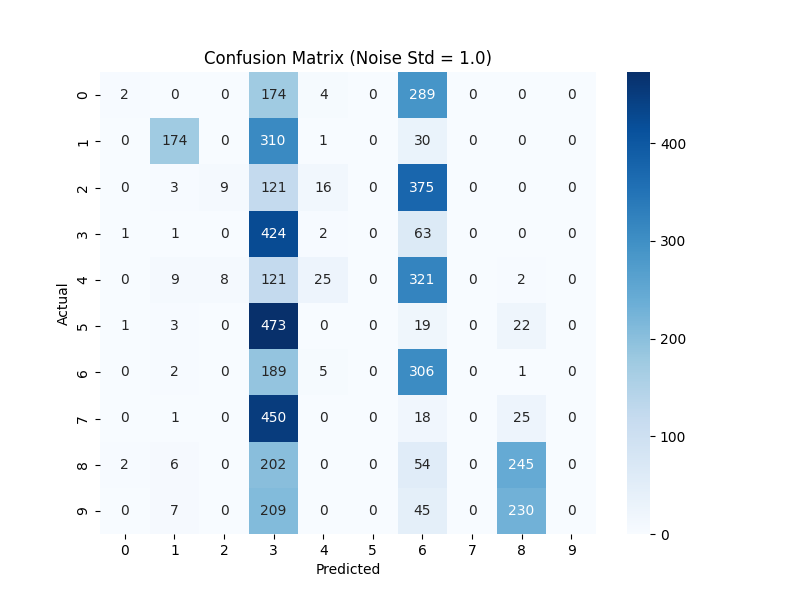 Confusion Matrix (Noise Std = 1.0)
Actual
0 2 0 0 174 4 0 289 0 0 0
1 0 174 0 310 1 0 30 0 0 0
2 0 3 9 121 16 0 375 0 0 0
3 1 1 0 424 2 0 63 0 0 0
4 0 9 8 121 25 0 321 0 2 0
5 1 3 0 473 0 0 19 0 22 0
6 0 2 0 189 5 0 306 0 1 0
7 0 1 0 450 0 0 18 0 25 0
8 2 6 0 202 0 0 54 0 245 0
9 0 7 0 209 0 0 45 0 230 0
0 1 2 3 4 5 6 7 8 9
Predicted
400
300
200
100
0